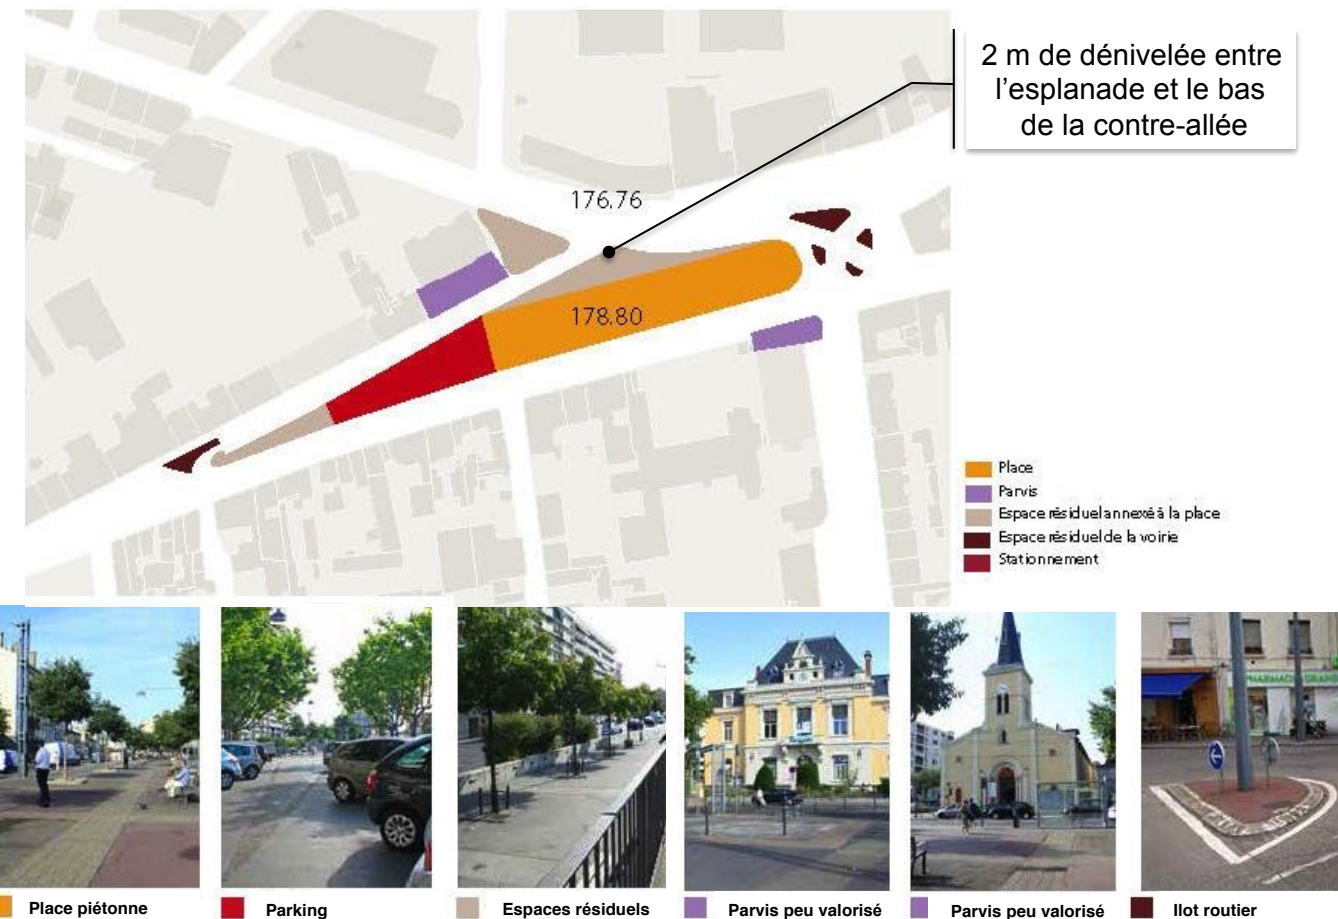 2 m de dénivelée entre
l'esplanade et le bas
de la contre-allée
176.76
178.80
Place
Parvis
Espace résiduel annexé à la place
Espace résiduel de la voirie
Stationnement
PHARMACIE
Place piétonne
Parking
Espaces résiduels
Parvis peu valorisé
Parvis peu valorisé
Ilot routier